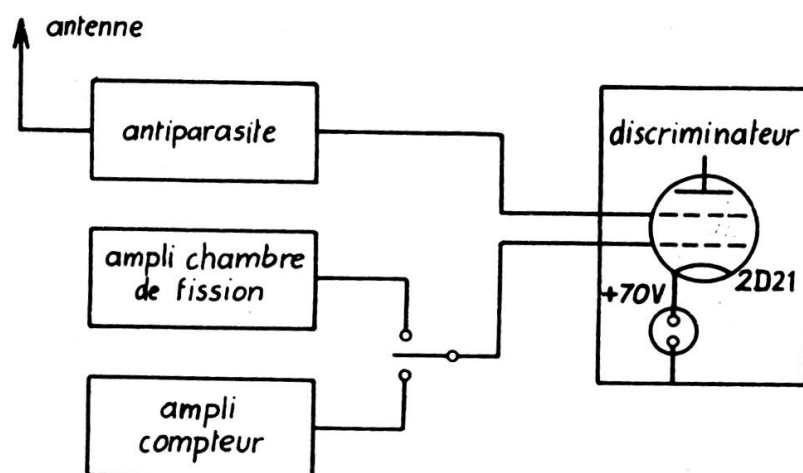 antenne
antiparasite
discriminateur
ampli chambre
de fission
+70V
2D21
ampli
compteur